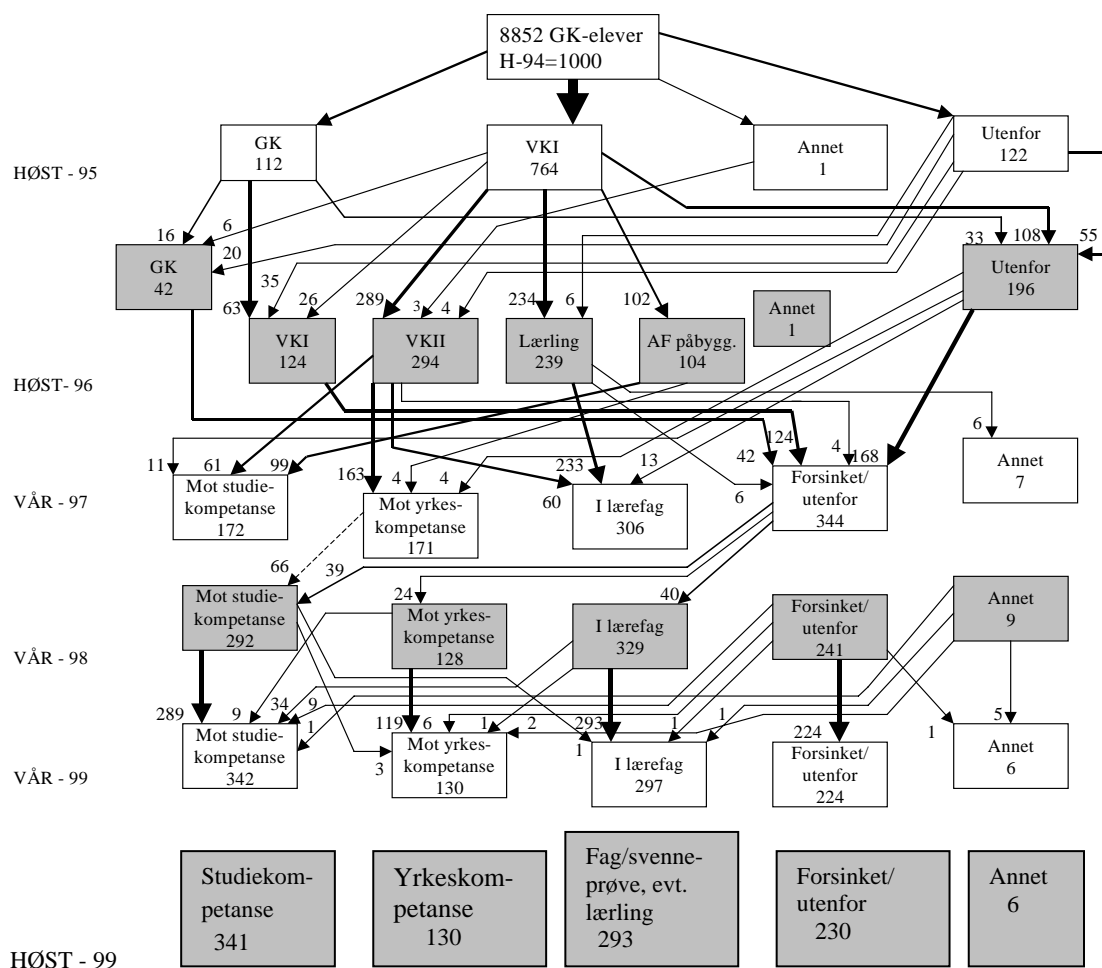 8852 GK-elever
H-94=1000
GK
112
VKI
764
Annet
1
Utenfor
122
HØST - 95
16
6
20
35
26
289
3
4
234
6
102
33
108
55
63
GK
42
VKI
124
VKII
294
Lærling
239
AF påbygg.
104
Annet
1
Utenfor
196
HØST- 96
11
61
99
163
4
4
60
233
13
42
6
124
4
168
6
Mot studie-
kompetanse
172
Mot yrkes-
kompetanse
171
I lærefag
306
Forsinket/
utenfor
344
Annet
7
VÅR - 97
66
39
24
40
Mot studie-
kompetanse
292
Mot yrkes-
kompetanse
128
I lærefag
329
Forsinket/
utenfor
241
Annet
9
VÅR - 98
289
9
34
9
1
3
119
6
1
2
293
1
1
1
224
1
5
Mot studie-
kompetanse
342
Mot yrkes-
kompetanse
130
I lærefag
297
Forsinket/
utenfor
224
Annet
6
VÅR - 99
Studiekom-
petanse
341
Yrkeskom-
petanse
130
Fag/svenne-
prøve, evt.
lærling
293
Forsinket/
utenfor
230
Annet
6
HØST - 99